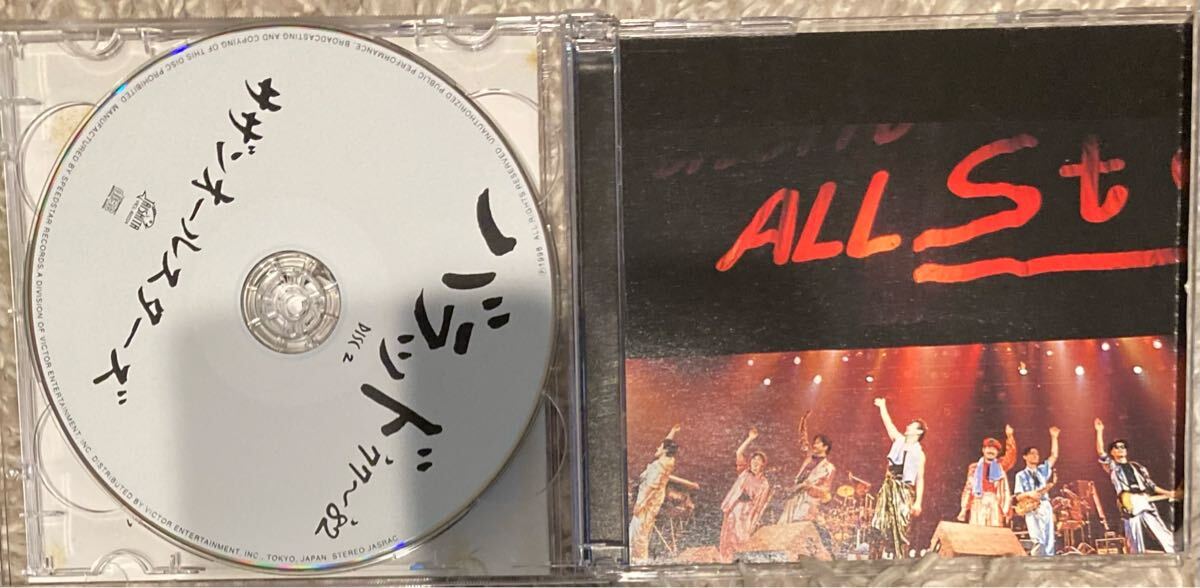 サザンオールスターズ
バラッド
'77~'82
DISC 2
ALL RIGHTS RESERVED. UNAUTHORIZED PUBLIC PERFORMANCE, BROADCASTING AND COPYING OF THIS DISC PROHIBITED. MANUFACTURED BY SPEEDSTAR RECORDS, A DIVISION OF VICTOR ENTERTAINMENT, INC. DISTRIBUTED BY VICTOR ENTERTAINMENT, INC., TOKYO, JAPAN. STEREO JASRAC
ALL St